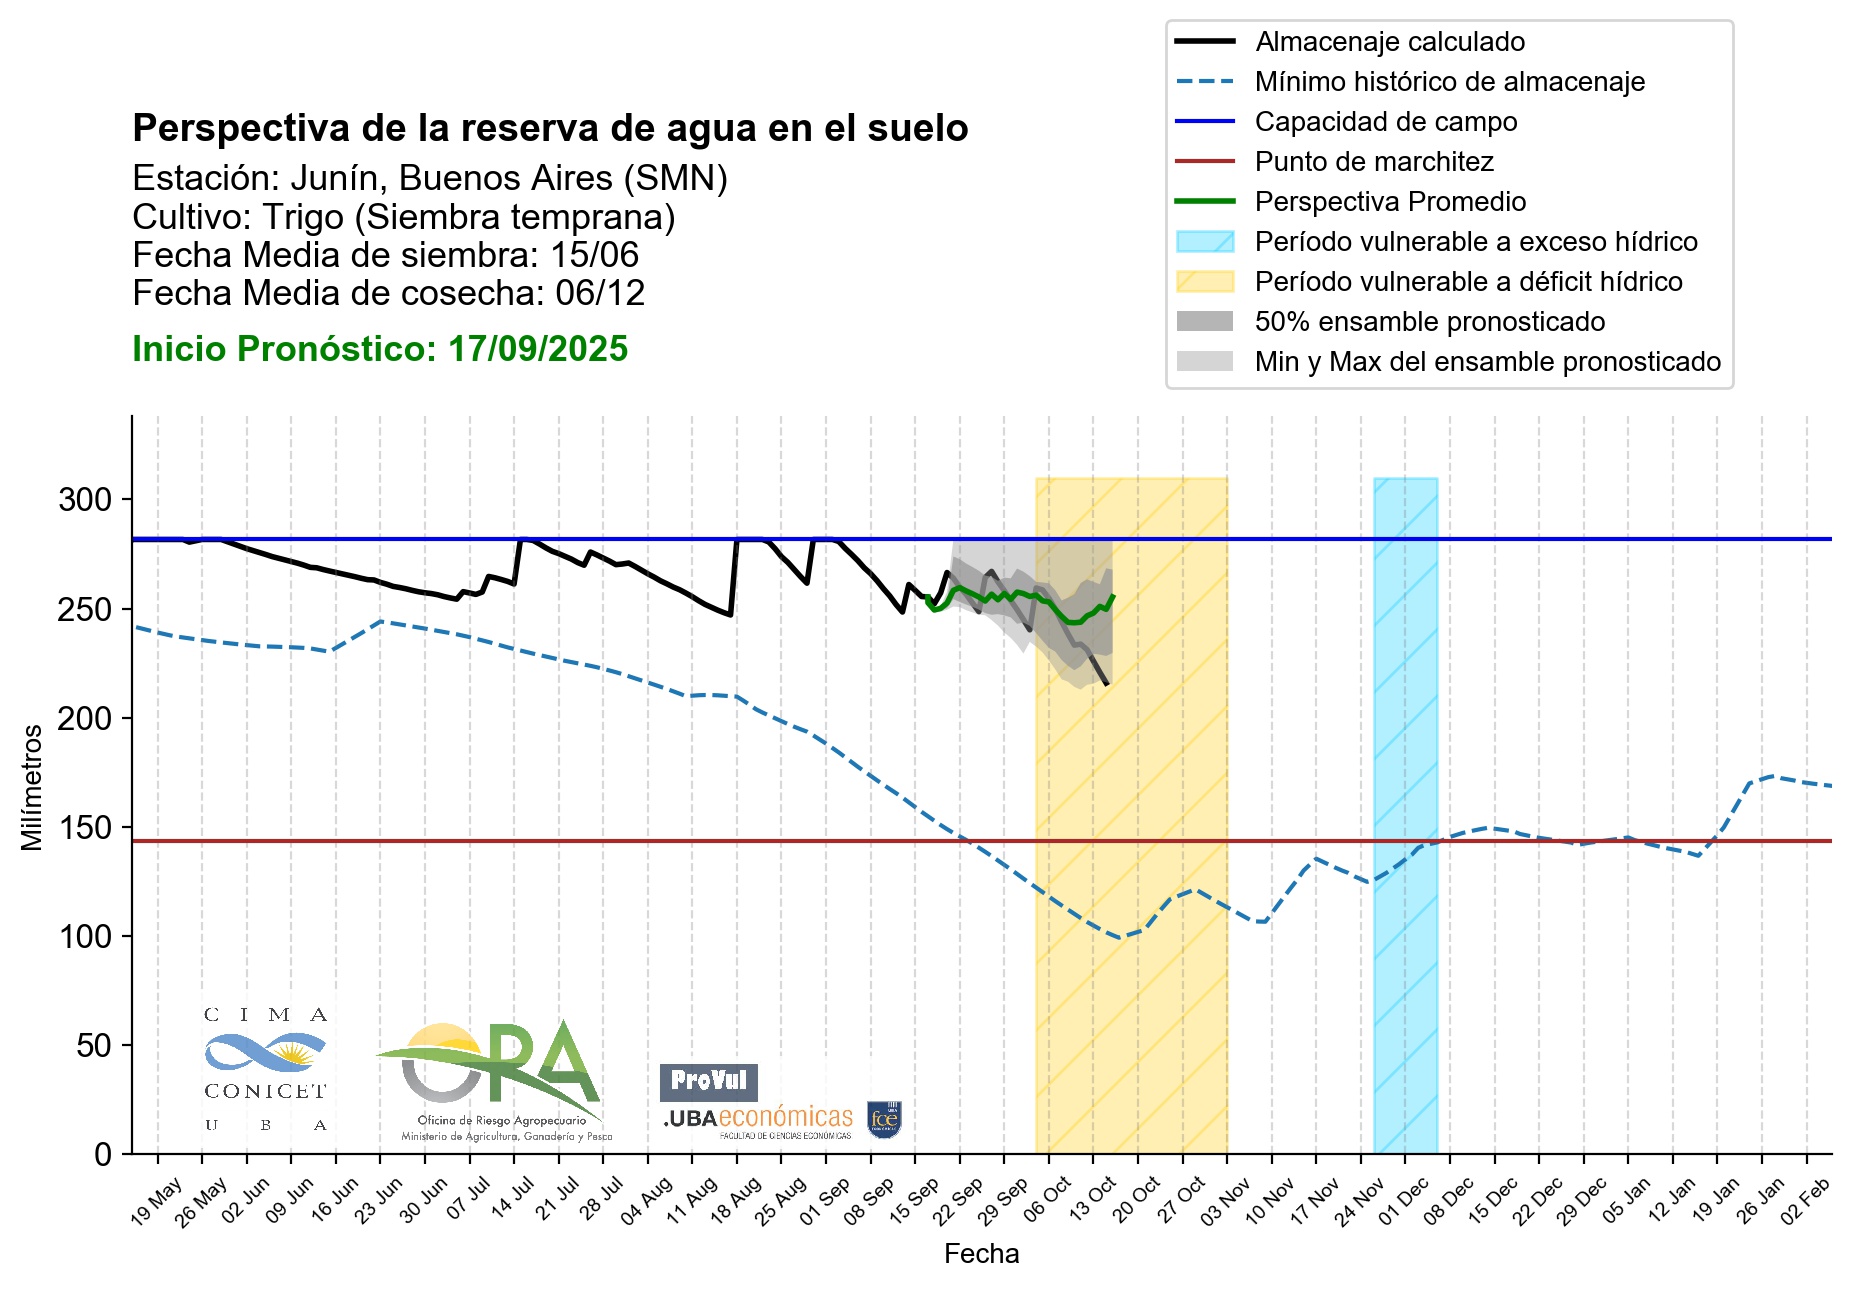 Almacenaje calculado
Mínimo histórico de almacenaje
Capacidad de campo
Punto de marchitez
Perspectiva Promedio
Período vulnerable a exceso hídrico
Período vulnerable a déficit hídrico
50% ensamble pronosticado
Min y Max del ensamble pronosticado
Perspectiva de la reserva de agua en el suelo
Estación: Junín, Buenos Aires (SMN)
Cultivo: Trigo (Siembra temprana)
Fecha Media de siembra: 15/06
Fecha Media de cosecha: 06/12
Inicio Pronóstico: 17/09/2025
Milímetros
300
250
200
150
100
50
0
CIMA
CONICET
UBA
ORA
Oficina de Riesgo Agropecuario
Ministerio de Agricultura, Ganadería y Pesca
ProVul
.UBAeconómicas
FACULTAD DE CIENCIAS ECONÓMICAS
fce
19 May
26 May
02 Jun
09 Jun
16 Jun
23 Jun
30 Jun
07 Jul
14 Jul
21 Jul
28 Jul
04 Aug
11 Aug
18 Aug
25 Aug
01 Sep
08 Sep
15 Sep
22 Sep
29 Sep
06 Oct
13 Oct
20 Oct
27 Oct
03 Nov
10 Nov
17 Nov
24 Nov
01 Dec
08 Dec
15 Dec
22 Dec
29 Dec
05 Jan
12 Jan
19 Jan
26 Jan
02 Feb
Fecha